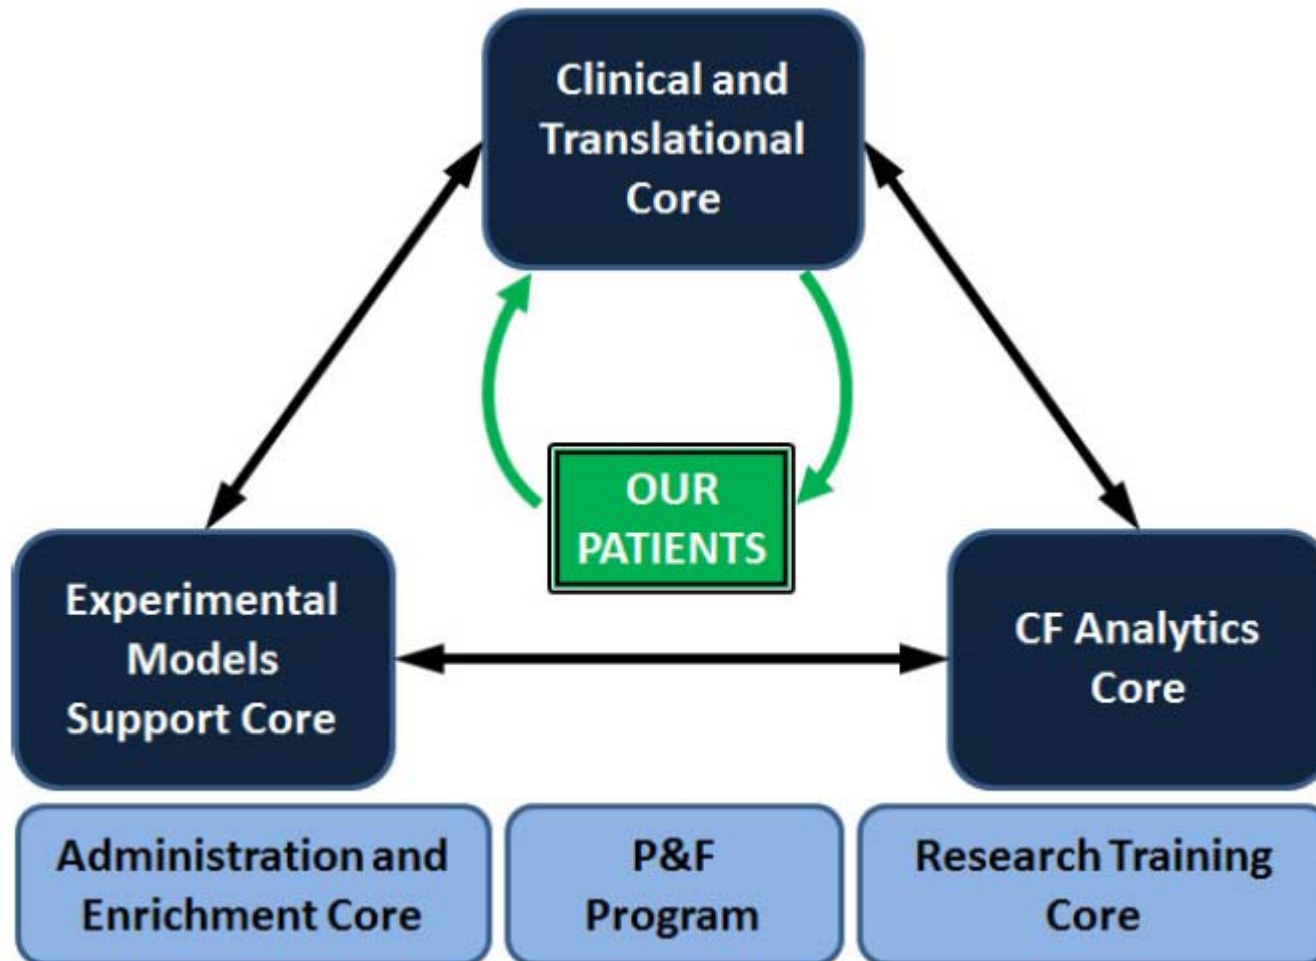 Clinical and
Translational
Core
OUR
PATIENTS
Experimental
Models
Support Core
CF Analytics
Core
Administration and
Enrichment Core
P&F
Program
Research Training
Core